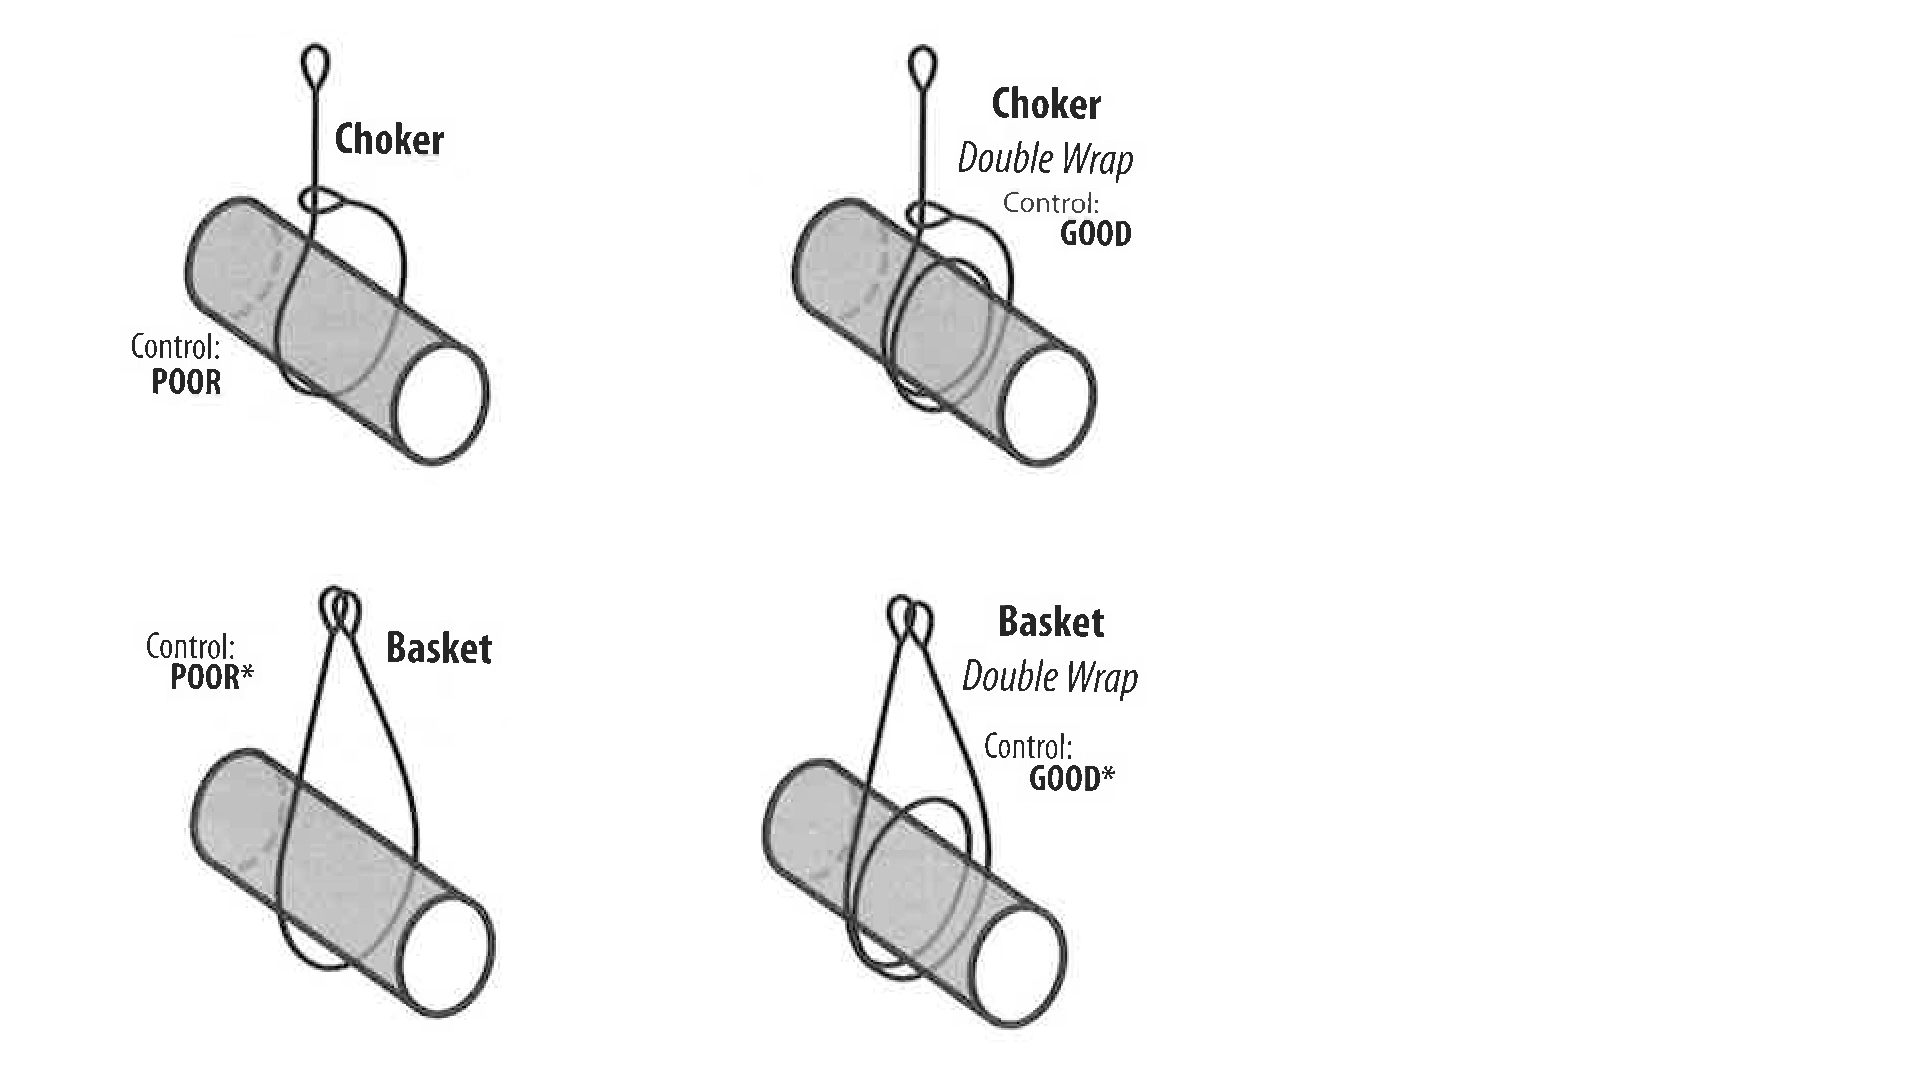 Choker
Control:
POOR
Choker
Double Wrap
Control:
GOOD
Control:
POOR*
Basket
Basket
Double Wrap
Control:
GOOD*